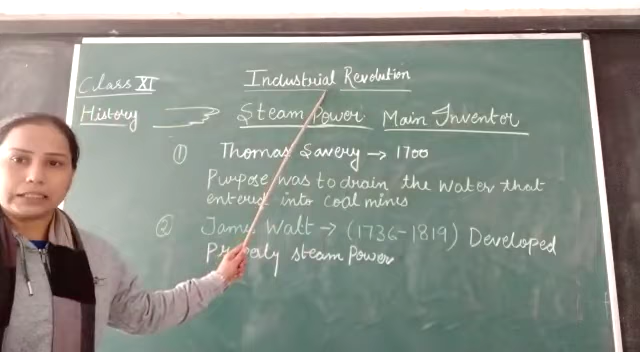 Class XI
Industrial Revolution
History
Steam Power Main Inventor
① Thomas Savery → 1700
Purpose was to drain the water that
entered into coal mines
② James Watt → (1736-1819) Developed
Properly steam power